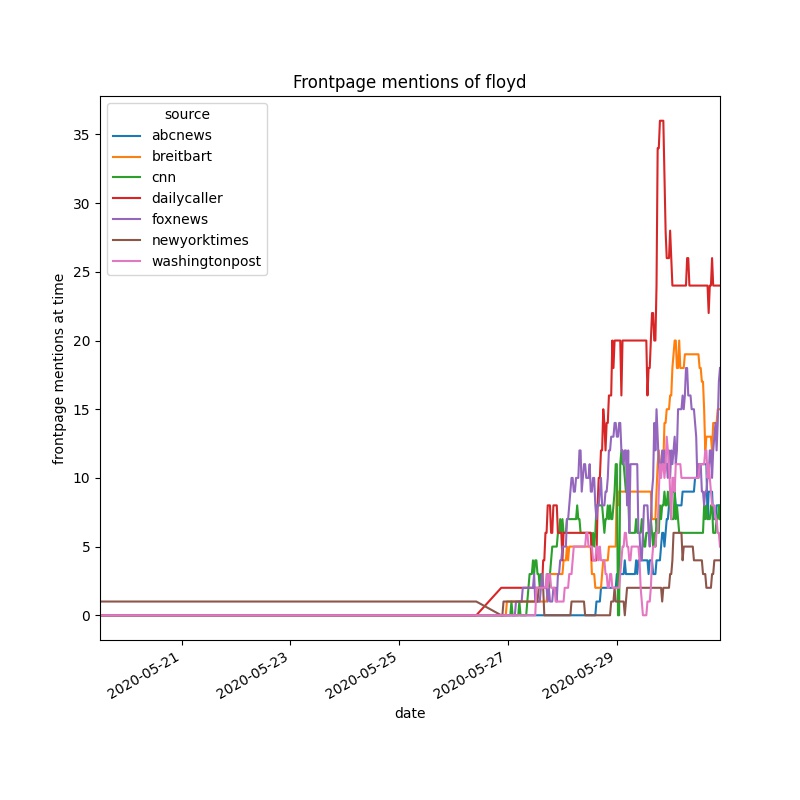 Frontpage mentions of floyd
source
abcnews
breitbart
cnn
dailycaller
foxnews
newyorktimes
washingtonpost
35
30
25
20
15
10
5
0
frontpage mentions at time
2020-05-21
2020-05-23
2020-05-25
2020-05-27
2020-05-29
date